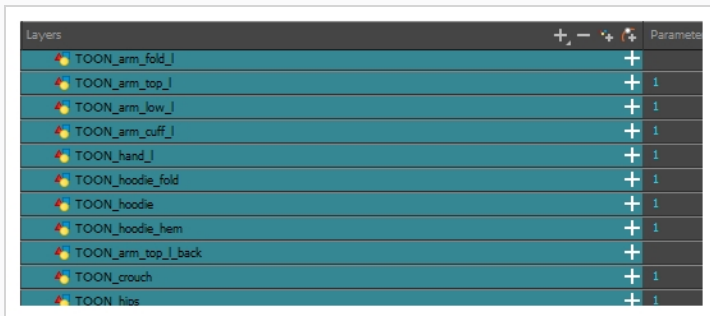 Layers Parameter
TOON_arm_fold_l
TOON_arm_top_l 1
TOON_arm_low_l 1
TOON_arm_cuff_l 1
TOON_hand_l 1
TOON_hoodie_fold 1
TOON_hoodie 1
TOON_hoodie_hem 1
TOON_arm_top_l_back
TOON_crouch 1
TOON_hips 1